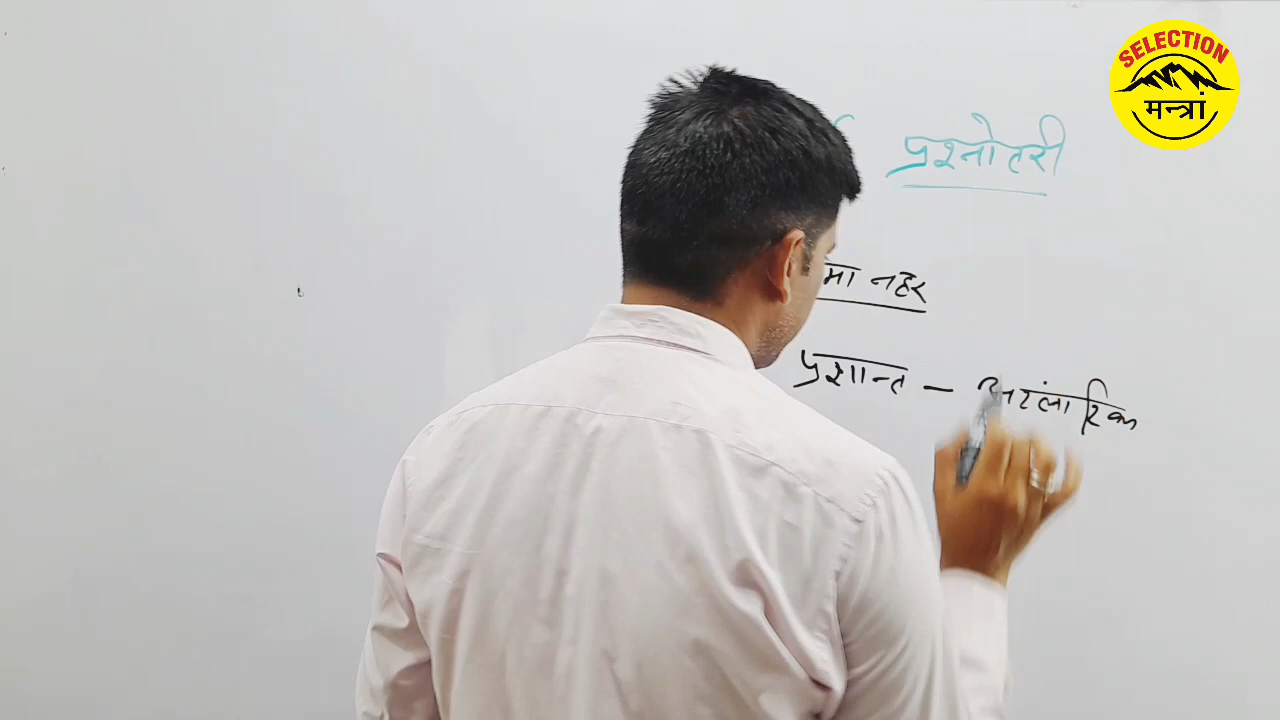 SELECTION
मन्त्रां
प्रश्नोतरी
मा नहर
प्रशान्त – अटलांटिक